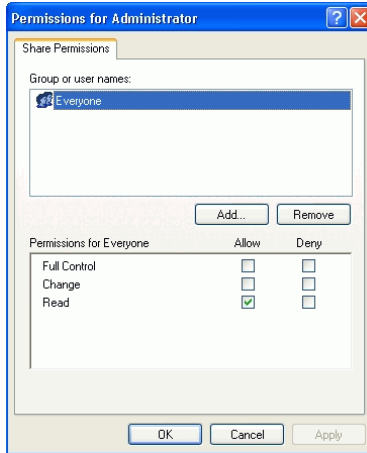 Permissions for Administrator
Share Permissions
Group or user names:
Everyone
Add... Remove
Permissions for Everyone Allow Deny
Full Control
Change
Read
OK Cancel Apply